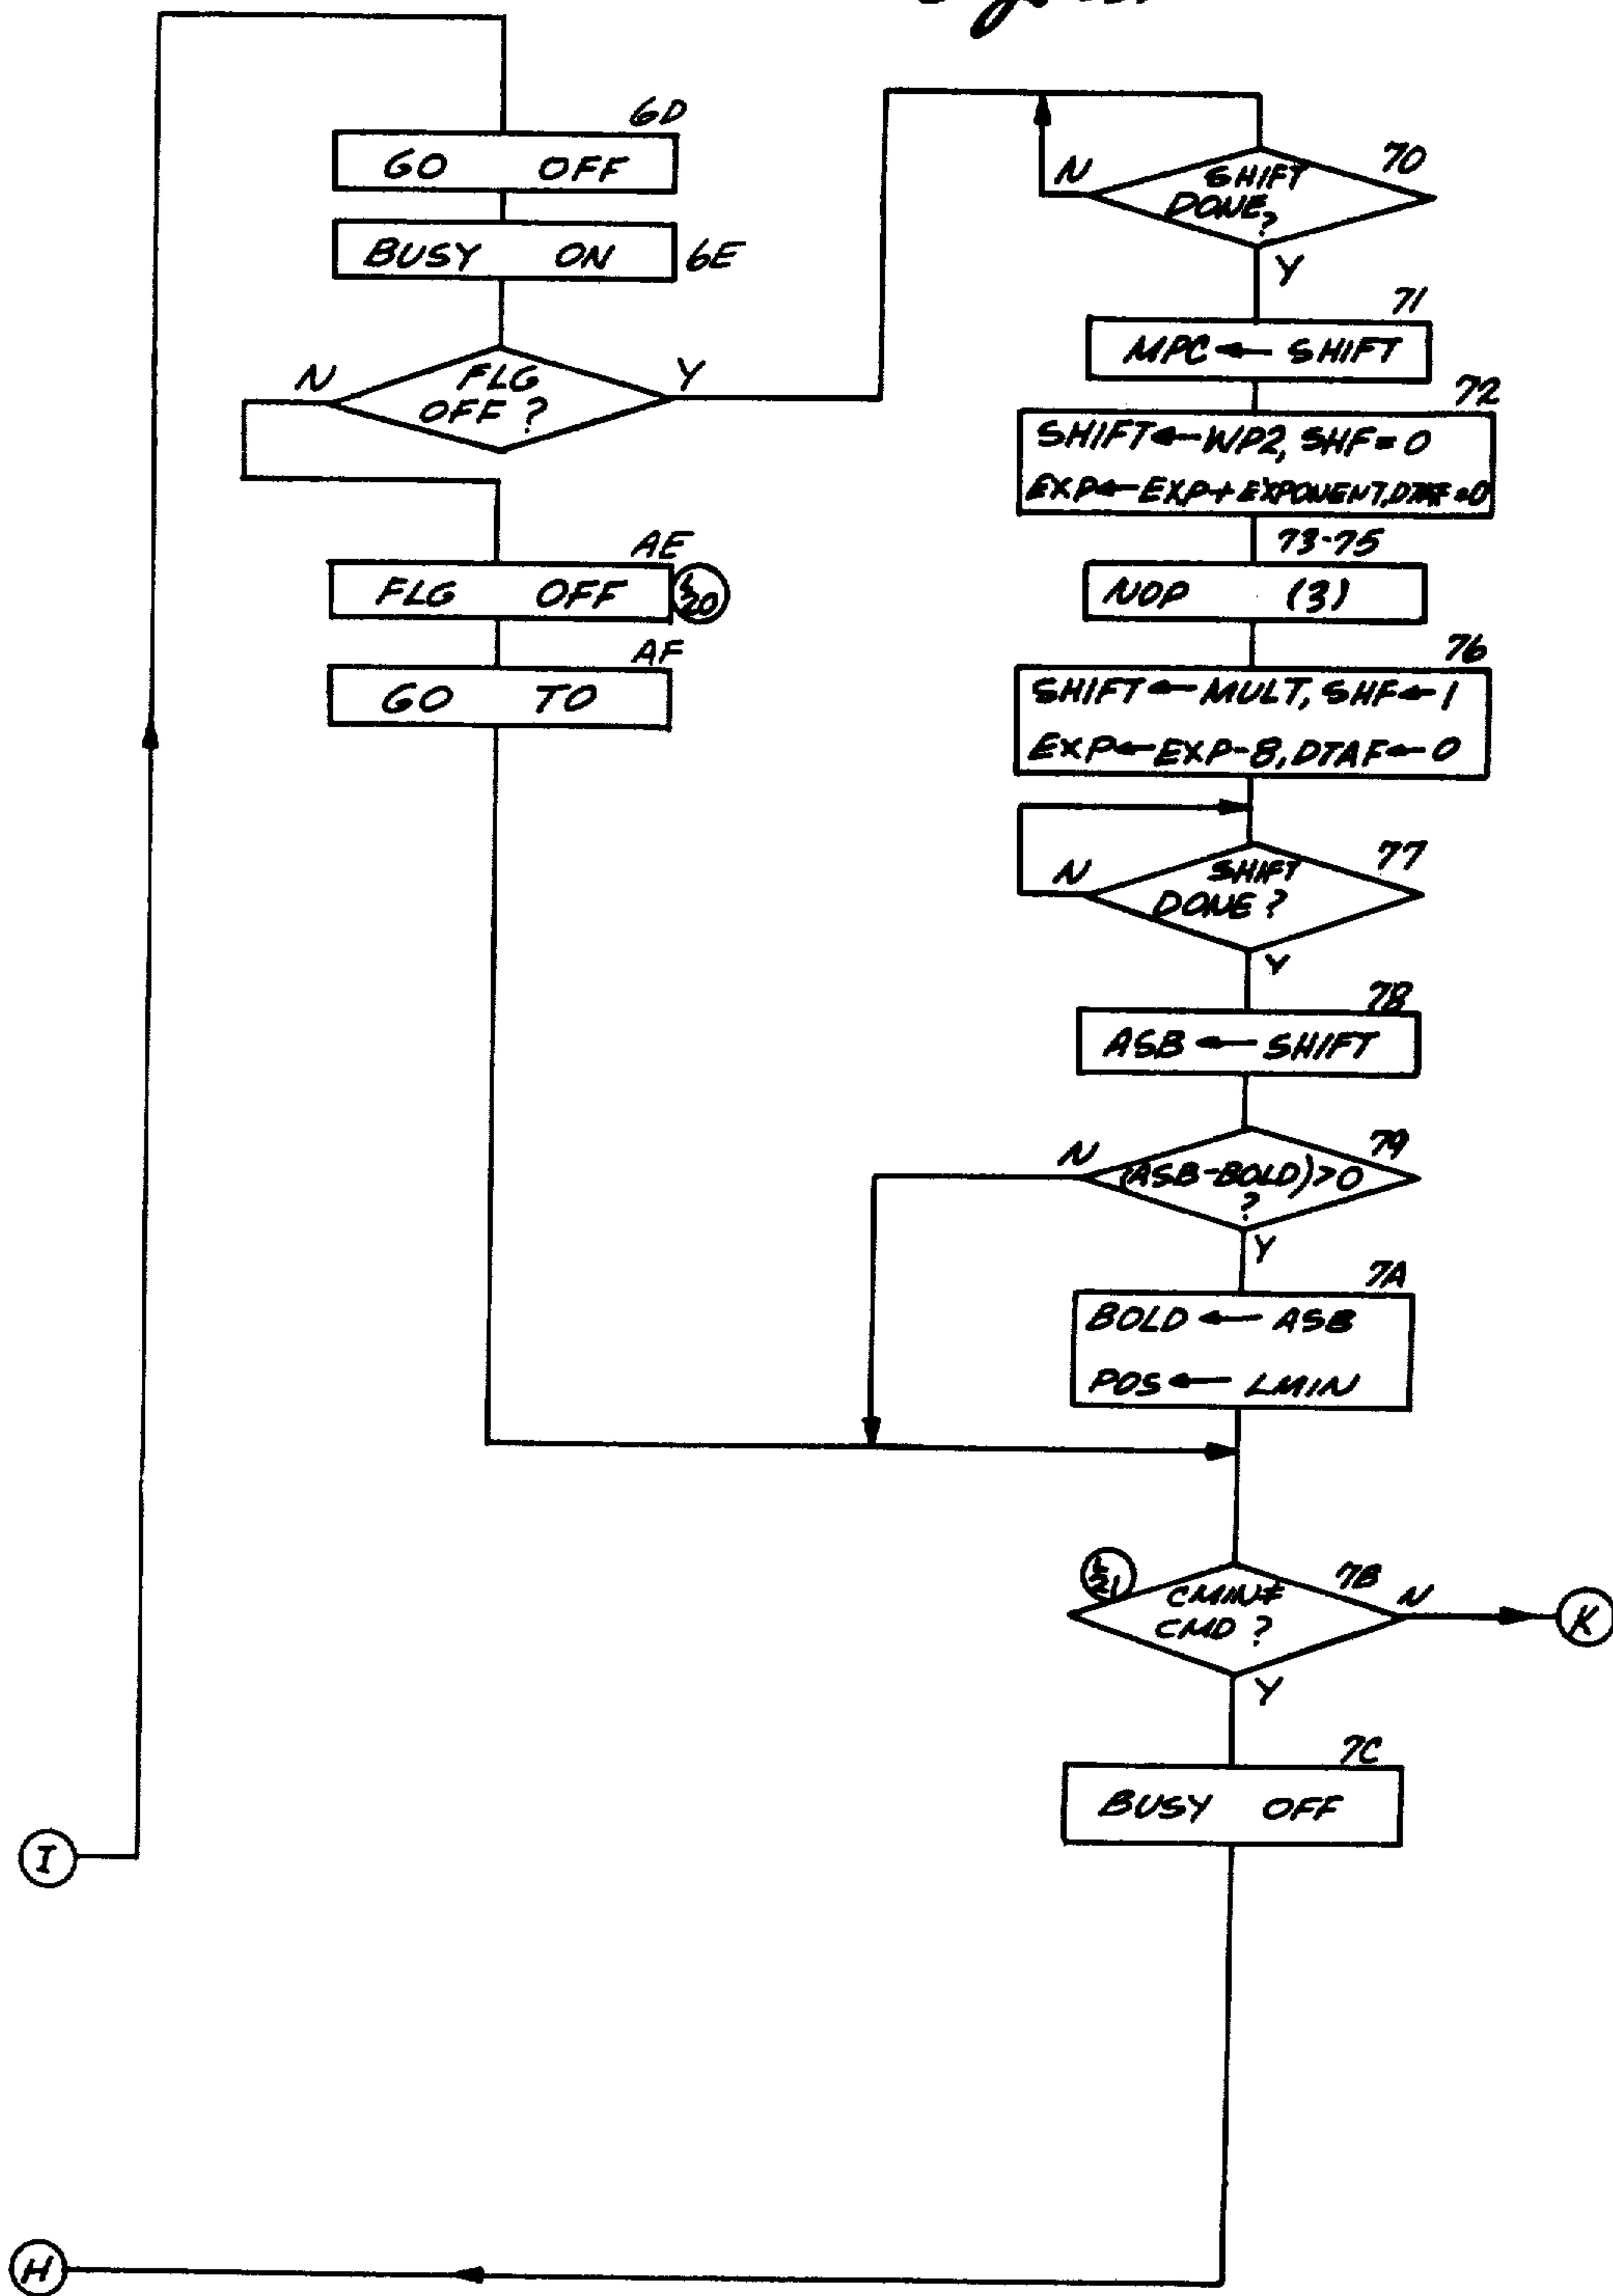 6D
GO OFF
BUSY ON 6E
N FLG Y
OFF ?
AE
FLG OFF
AF
GO TO
I
H
70
N SHIFT
DONE ?
Y
71
MPC ← SHIFT
72
SHIFT ← WP2, SHF = 0
EXP ← EXP + EXPONENT, DTAF = 0
73-75
NOP (3)
76
SHIFT ← MULT, SHF ← 1
EXP ← EXP-8, DTAF ← 0
77
N SHIFT
DONE ?
Y
78
ASB ← SHIFT
79
N (ASB-BOLD)>0
?
Y
7A
BOLD ← ASB
POS ← LMIN
7B
CMIN≠ N K
CMD ?
Y
7C
BUSY OFF